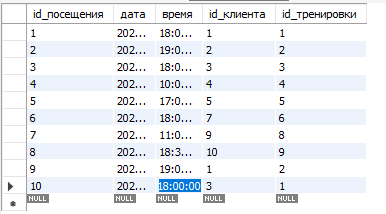 id_посещения дата время id_клиента id_тренировки
1 202... 18:0... 1 1
2 202... 19:0... 2 2
3 202... 18:0... 3 3
4 202... 10:0... 4 4
5 202... 17:0... 5 5
6 202... 18:0... 7 6
7 202... 11:0... 9 8
8 202... 18:3... 10 9
9 202... 19:0... 1 2
10 202... 18:00:00 3 1
NULL NULL NULL NULL NULL